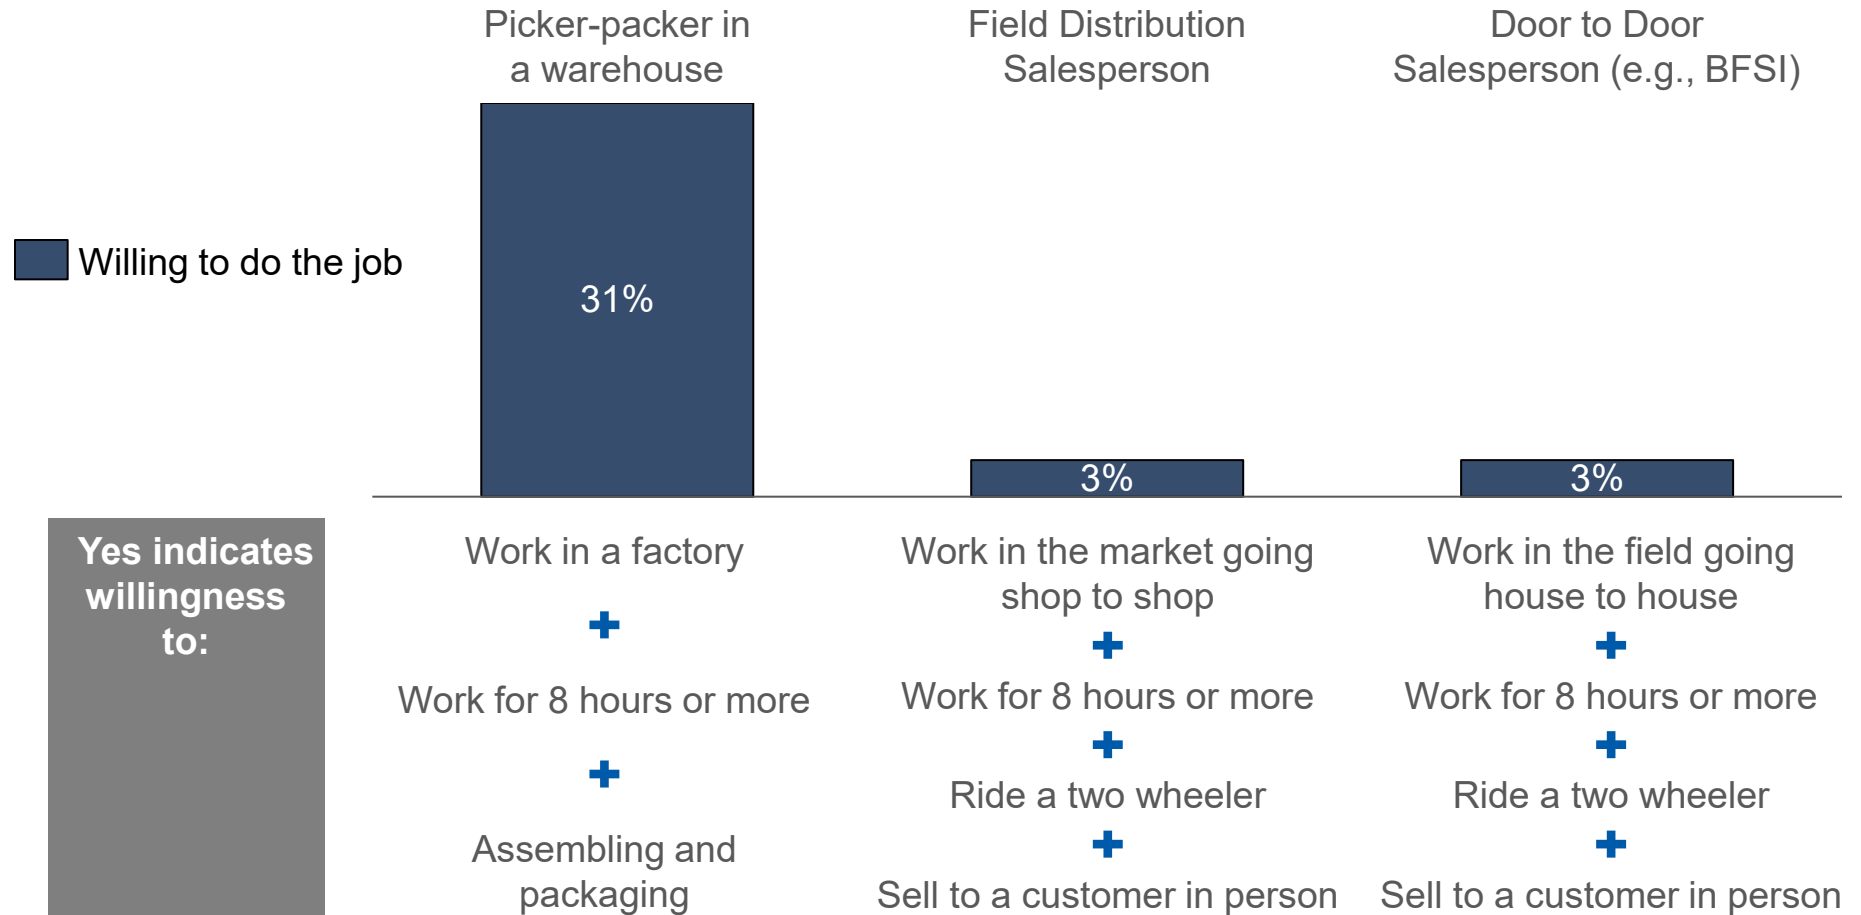 Picker-packer in
a warehouse
Field Distribution
Salesperson
Door to Door
Salesperson (e.g., BFSI)
Willing to do the job
31%
3%
3%
Yes indicates
willingness
to:
Work in a factory
Work for 8 hours or more
Assembling and
packaging
Work in the market going
shop to shop
Work for 8 hours or more
Ride a two wheeler
Sell to a customer in person
Work in the field going
house to house
Work for 8 hours or more
Ride a two wheeler
Sell to a customer in person